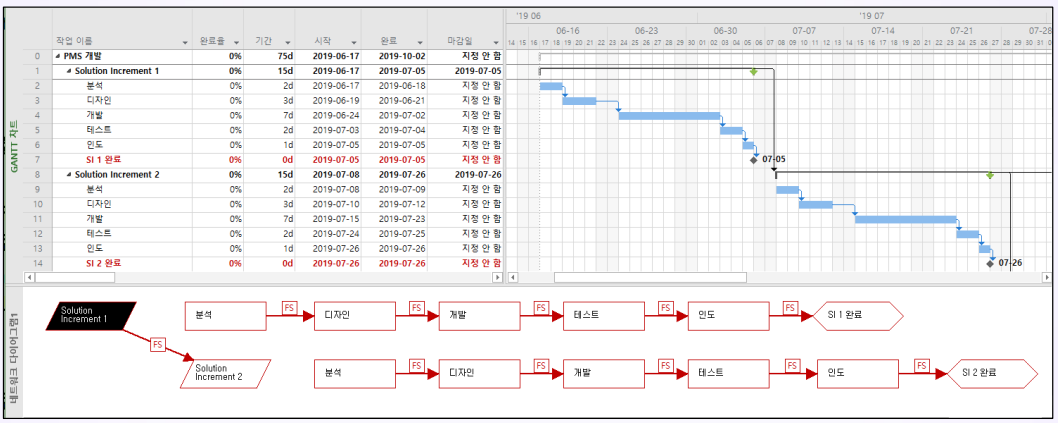 '19 06 '19 07
작업 이름 완료율 기간 시작 완료 마감일 06-16 06-23 06-30 07-07 07-14 07-21 07-28
14 15 16 17 18 19 20 21 22 23 24 25 26 27 28 29 30 01 02 03 04 05 06 07 08 09 10 11 12 13 14 15 16 17 18 19 20 21 22 23 24 25 26 27 28 29 30 31
0 PMS 개발 0% 75d 2019-06-17 2019-10-02 지정 안 함
1 Solution Increment 1 0% 15d 2019-06-17 2019-07-05 2019-07-05
2 분석 0% 2d 2019-06-17 2019-06-18 지정 안 함
3 디자인 0% 3d 2019-06-19 2019-06-21 지정 안 함
4 개발 0% 7d 2019-06-24 2019-07-02 지정 안 함
5 테스트 0% 2d 2019-07-03 2019-07-04 지정 안 함
6 인도 0% 1d 2019-07-05 2019-07-05 지정 안 함
7 SI 1 완료 0% 0d 2019-07-05 2019-07-05 지정 안 함 07-05
8 Solution Increment 2 0% 15d 2019-07-08 2019-07-26 2019-07-26
9 분석 0% 2d 2019-07-08 2019-07-09 지정 안 함
10 디자인 0% 3d 2019-07-10 2019-07-12 지정 안 함
11 개발 0% 7d 2019-07-15 2019-07-23 지정 안 함
12 테스트 0% 2d 2019-07-24 2019-07-25 지정 안 함
13 인도 0% 1d 2019-07-26 2019-07-26 지정 안 함
14 SI 2 완료 0% 0d 2019-07-26 2019-07-26 지정 안 함 07-26
GANTT 차트
Solution
Increment 1
분석 FS 디자인 FS 개발 FS 테스트 FS 인도 FS SI 1 완료
FS
Solution
Increment 2
분석 FS 디자인 FS 개발 FS 테스트 FS 인도 FS SI 2 완료
네트워크 다이어그램1